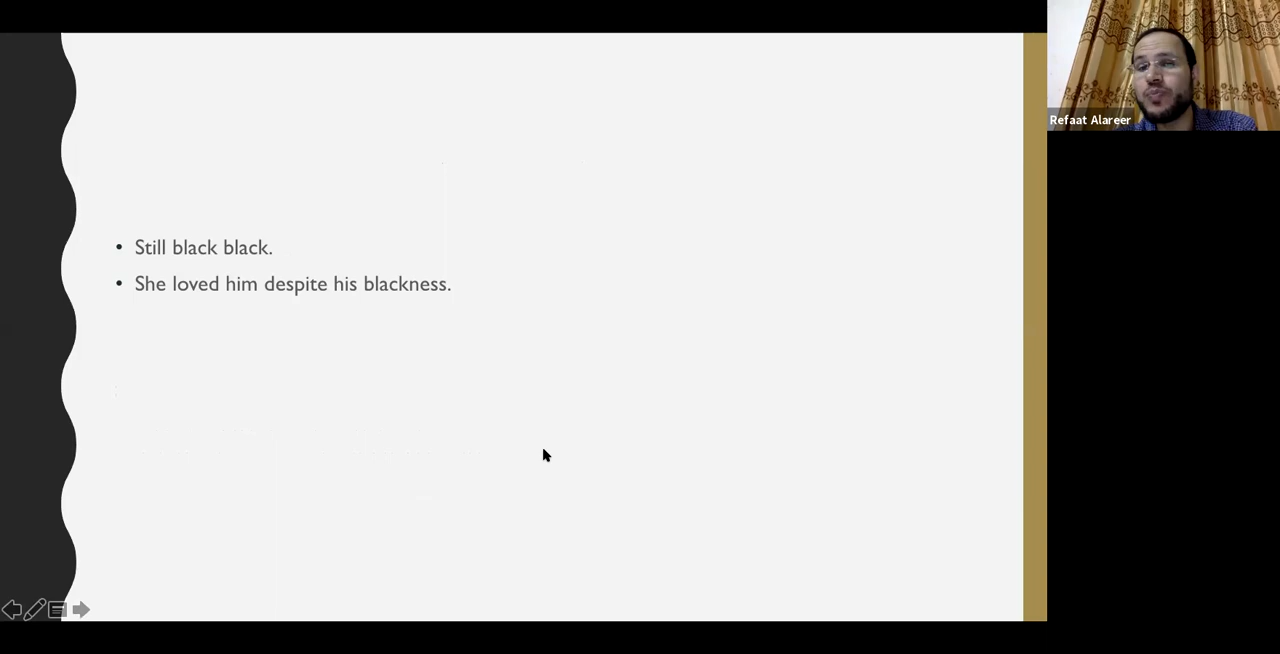 Still black black.
She loved him despite his blackness.
Refaat Alareer